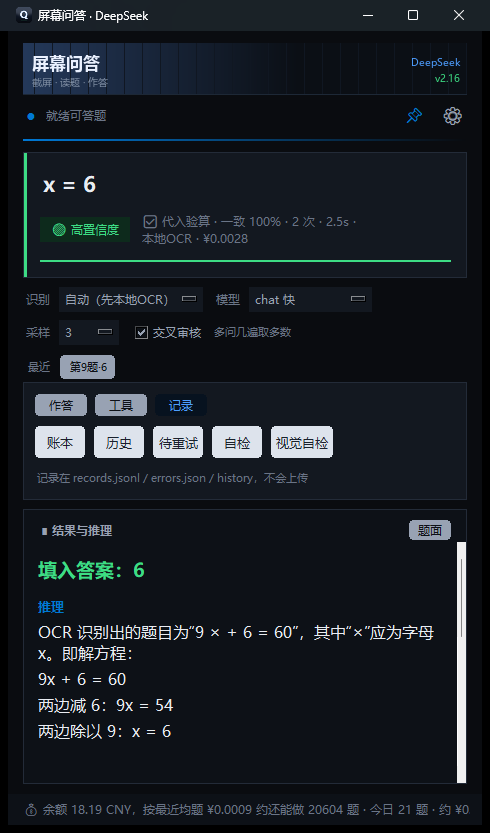 屏幕问答 · DeepSeek
屏幕问答
截屏 · 读题 · 作答
DeepSeek
v2.16
就绪可答题
x = 6
高置信度
代入验算 · 一致 100% · 2 次 · 2.5s ·
本地OCR · ¥0.0028
识别 自动（先本地OCR） 模型 chat 快
采样 3 交叉审核 多问几遍取多数
最近 第9题·6
作答 工具 记录
账本 历史 待重试 自检 视觉自检
记录在 records.jsonl / errors.json / history，不会上传
结果与推理 题面
填入答案：6
推理
OCR 识别出的题目为“9 × + 6 = 60”，其中“×”应为字母
x。即解方程：
9x + 6 = 60
两边减 6：9x = 54
两边除以 9：x = 6
余额 18.19 CNY，按最近均题 ¥0.0009 约还能做 20604 题 · 今日 21 题 · 约 ¥0